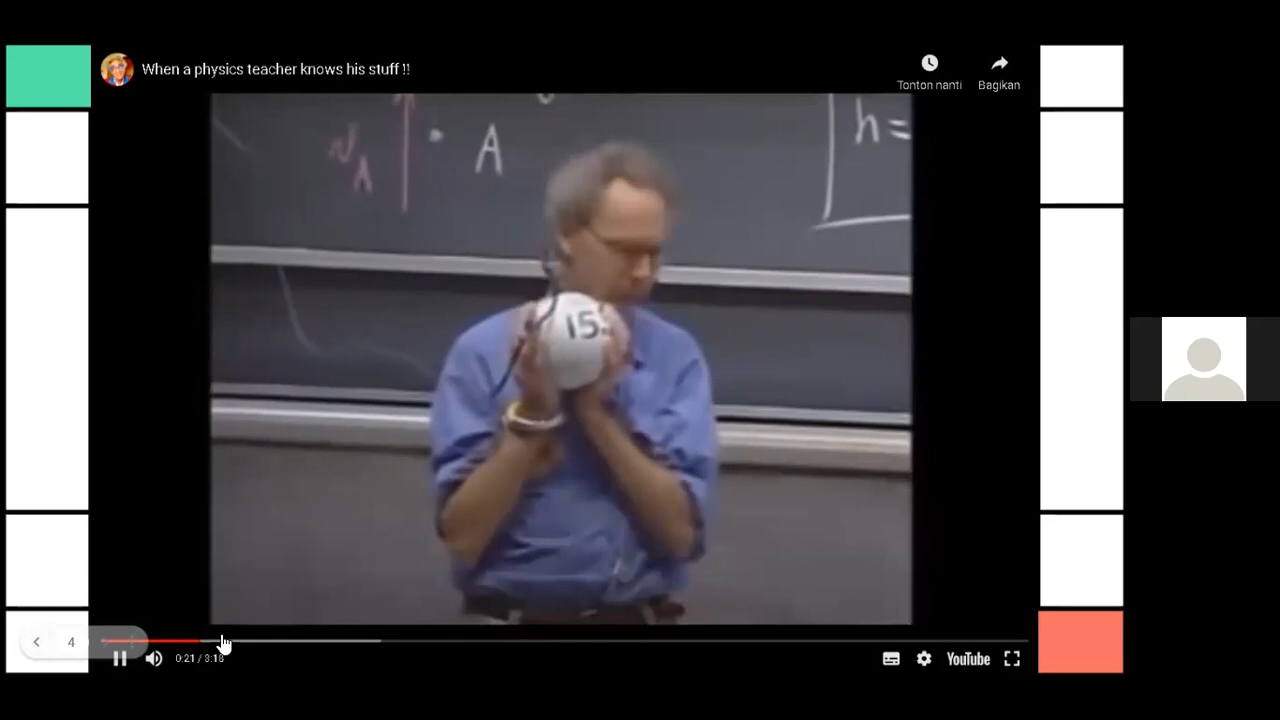 When a physics teacher knows his stuff !!
Tonton nanti
Bagikan
A
h=
15
4
0:21 / 3:18
YouTube